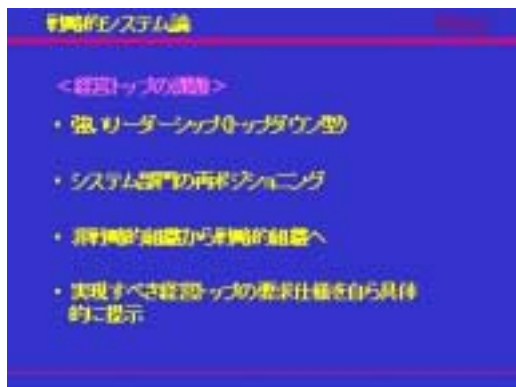 戦略的システム論
<経営トップの課題>
・ 強いリーダーシップ(トップダウン型)
・ システム部門の再ポジショニング
・ 非戦略的組織から戦略的組織へ
・ 実現すべき経営トップの要求仕様を自ら具体
的に提示